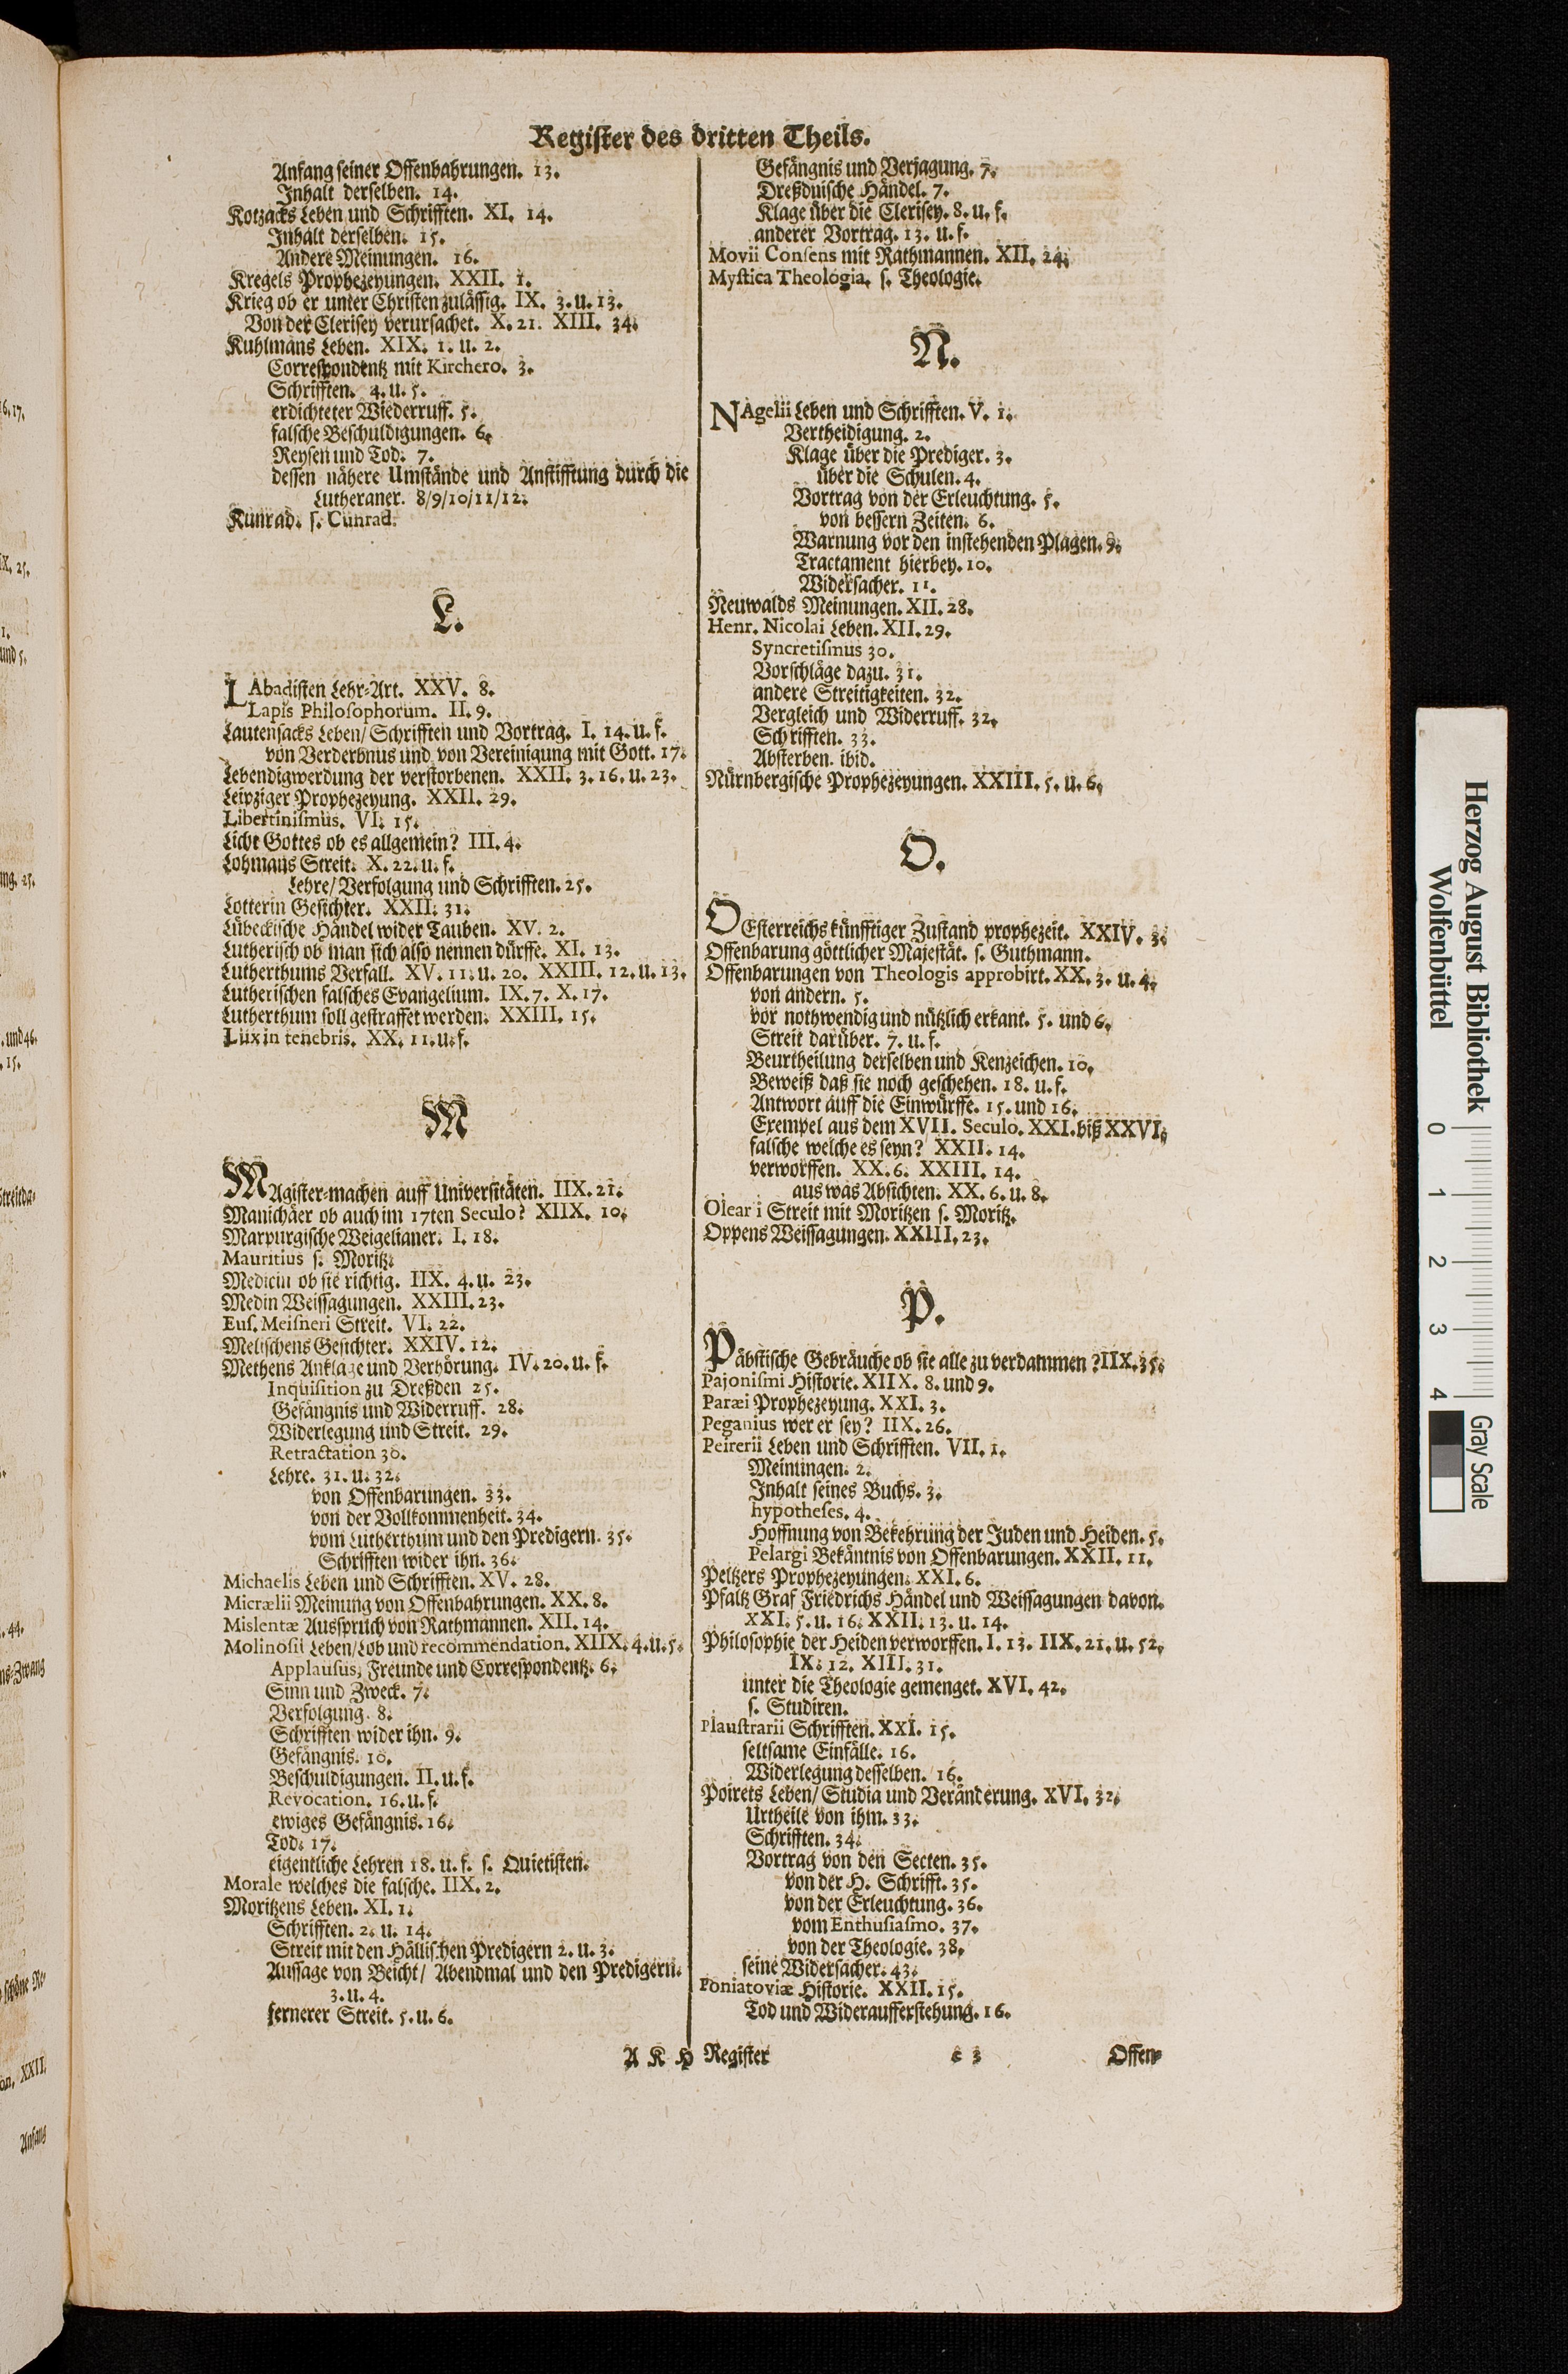 Register des dritten Theils.
Anfang seiner Offenbahrungen. 13.
Inhalt derselben. 14.
Kotzacks Leben und Schrifften. XI. 14.
Inhalt derselben. 15.
Andere Meinungen. 16.
Kregels Prophezeyungen. XXII. 1.
Krieg ob er unter Christen zulässig. IX. 3. u. 13.
Von der Clerisey verursachet. X. 21. XIII. 34.
Kuhlmans Leben. XIX. 1. u. 2.
Correspondentz mit Kirchero. 3.
Schrifften. 4. u. 5.
erdichteter Wiederruff. 5.
falsche Beschuldigungen. 6.
Reysen und Tod. 7.
dessen nähere Umstände und Anstifftung durch die
Lutheraner. 8/9/10/11/12.
Kunrad. s. Cunrad.
L.
LAbadisten Lehr-Art. XXV. 8.
Lapis Philosophorum. II. 9.
Lautensacks Leben/ Schrifften und Vortrag. I. 14. u. f.
von Verderbnus und von Vereinigung mit Gott. 17.
Lebendigwerdung der verstorbenen. XXII. 3. 16. u. 23.
Leipziger Prophezeyung. XXII. 29.
Libertinismus. VI. 15.
Licht Gottes ob es allgemein? III. 4.
Lohmans Streit. X. 22. u. f.
Lehre/ Verfolgung und Schrifften. 25.
Lotterin Gesichter. XXII. 31.
Lübeckische Händel wider Tauben. XV. 2.
Lutherisch ob man sich also nennen dürffe. XI. 13.
Lutherthums Verfall. XV. 11. u. 20. XXIII. 12. u. 13.
Lutherischen falsches Evangelium. IX. 7. X. 17.
Lutherthum soll gestraffet werden. XXIII. 15.
Lux in tenebris. XX. 11. u. f.
M
MAgister-machen auff Universitäten. IIX. 21.
Manichäer ob auch im 17ten Seculo? XIIX. 10.
Marpurgische Weigelianer. I. 18.
Mauritius s. Moritz.
Medicin ob sie richtig. IIX. 4. u. 23.
Medin Weissagungen. XXIII. 23.
Eus. Meisneri Streit. VI. 22.
Melischens Gesichter. XXIV. 12.
Methens Anklage und Verhörung. IV. 20. u. f.
Inquisition zu Dreßden 25.
Gefängnis und Widerruff. 28.
Widerlegung und Streit. 29.
Retractation 30.
Lehre. 31. u. 32.
von Offenbarungen. 33.
von der Vollkommenheit. 34.
vom Lutherthum und den Predigern. 35.
Schrifften wider ihn. 36.
Michaelis Leben und Schrifften. XV. 28.
Micrælii Meinung von Offenbahrungen. XX. 8.
Mislentæ Ausspruch von Rathmannen. XII. 14.
Molinosii Leben/ Lob und recommendation. XIIX. 4. u. 5.
Applausus, Freunde und Correspondentz. 6.
Sinn und Zweck. 7.
Verfolgung. 8.
Schrifften wider ihn. 9.
Gefängnis. 10.
Beschuldigungen. II. u. f.
Revocation. 16. u. f.
ewiges Gefängnis. 16.
Tod. 17.
eigentliche Lehren 18. u. f. s. Quietisten.
Morale welches die falsche. IIX. 2.
Moritzens Leben. XI. 1.
Schrifften. 2. u. 14.
Streit mit den Hällischen Predigern 2. u. 3.
Aussage von Beicht/ Abendmal und den Predigern.
3. u. 4.
fernerer Streit. 5. u. 6.
Gefängnis und Verjagung. 7.
Dreßdnische Händel. 7.
Klage über die Clerisey. 8. u. f.
anderer Vortrag. 13. u. f.
Movii Consens mit Rathmannen. XII. 24.
Mystica Theologia. s. Theologie.
N.
NAgelii Leben und Schrifften. V. 1.
Vertheidigung. 2.
Klage über die Prediger. 3.
über die Schulen. 4.
Vortrag von der Erleuchtung. 5.
von bessern Zeiten. 6.
Warnung vor den instehenden Plagen. 9.
Tractament hierbey. 10.
Widersacher. 11.
Neuwalds Meinungen. XII. 28.
Henr. Nicolai Leben. XII. 29.
Syncretismus 30.
Vorschläge dazu. 31.
andere Streitigkeiten. 32.
Vergleich und Widerruff. 32.
Schrifften. 33.
Absterben. ibid.
Nürnbergische Prophezeyungen. XXIII. 5. u. 6.
O.
OEsterreichs künfftiger Zustand prophezeit. XXIV. 3.
Offenbarung göttlicher Majestät. s. Guthmann.
Offenbarungen von Theologis approbirt. XX. 3. u. 4.
von andern. 5.
vor nothwendig und nützlich erkant. 5. und 6.
Streit darüber. 7. u. f.
Beurtheilung derselben und Kenzeichen. 10.
Beweiß daß sie noch geschehen. 18. u. f.
Antwort auff die Einwürffe. 15. und 16.
Exempel aus dem XVII. Seculo. XXI. biß XXVI.
falsche welche es seyn? XXII. 14.
verworffen. XX. 6. XXIII. 14.
aus was Absichten. XX. 6. u. 8.
Olearii Streit mit Moritzen s. Moritz.
Oppens Weissagungen. XXIII. 23.
P.
Päbstische Gebräuche ob sie alle zu verdammen? IIX. 35.
Pajonismi Historie. XIIX. 8. und 9.
Paræi Prophezeyung. XXI. 3.
Peganius wer er sey? IIX. 26.
Peirerii Leben und Schrifften. VII. 1.
Meinungen. 2.
Inhalt seines Buchs. 3.
hypotheses. 4.
Hoffnung von Bekehrung der Juden und Heiden. 5.
Pelargi Bekäntnis von Offenbarungen. XXII. 11.
Peltzers Prophezeyungen. XXI. 6.
Pfaltz Graf Friedrichs Händel und Weissagungen davon.
XXI. 5. u. 16. XXII. 13. u. 14.
Philosophie der Heiden verworffen. I. 13. IIX. 21. u. 52.
IX. 12. XIII. 31.
unter die Theologie gemenget. XVI. 42.
s. Studiren.
Plaustrarii Schrifften. XXI. 15.
seltsame Einfälle. 16.
Widerlegung desselben. 16.
Poirets Leben/ Studia und Veränderung. XVI. 32.
Urtheile von ihm. 33.
Schrifften. 34.
Vortrag von den Secten. 35.
von der H. Schrifft. 35.
von der Erleuchtung. 36.
vom Enthusiasmo. 37.
von der Theologie. 38.
seine Widersacher. 43.
Poniatoviæ Historie. XXII. 15.
Tod und Widerauffersteh​ung. 16.
A K H Register c 3 Offen-
Herzog August Bibliothek
Wolfenbüttel
0 1 2 3 4
Gray Scale